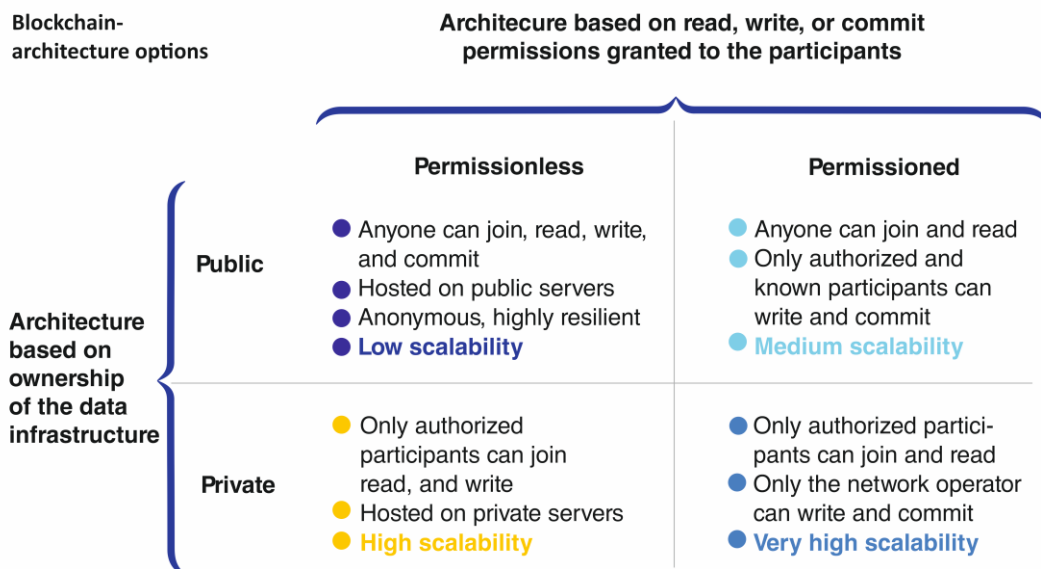 Blockchain-
architecture options
Architecure based on read, write, or commit
permissions granted to the participants
Permissionless
Permissioned
Architecture
based on
ownership
of the data
infrastructure
Public
Anyone can join, read, write,
and commit
Hosted on public servers
Anonymous, highly resilient
Low scalability
Anyone can join and read
Only authorized and
known participants can
write and commit
Medium scalability
Private
Only authorized
participants can join
read, and write
Hosted on private servers
High scalability
Only authorized partici-
pants can join and read
Only the network operator
can write and commit
Very high scalability